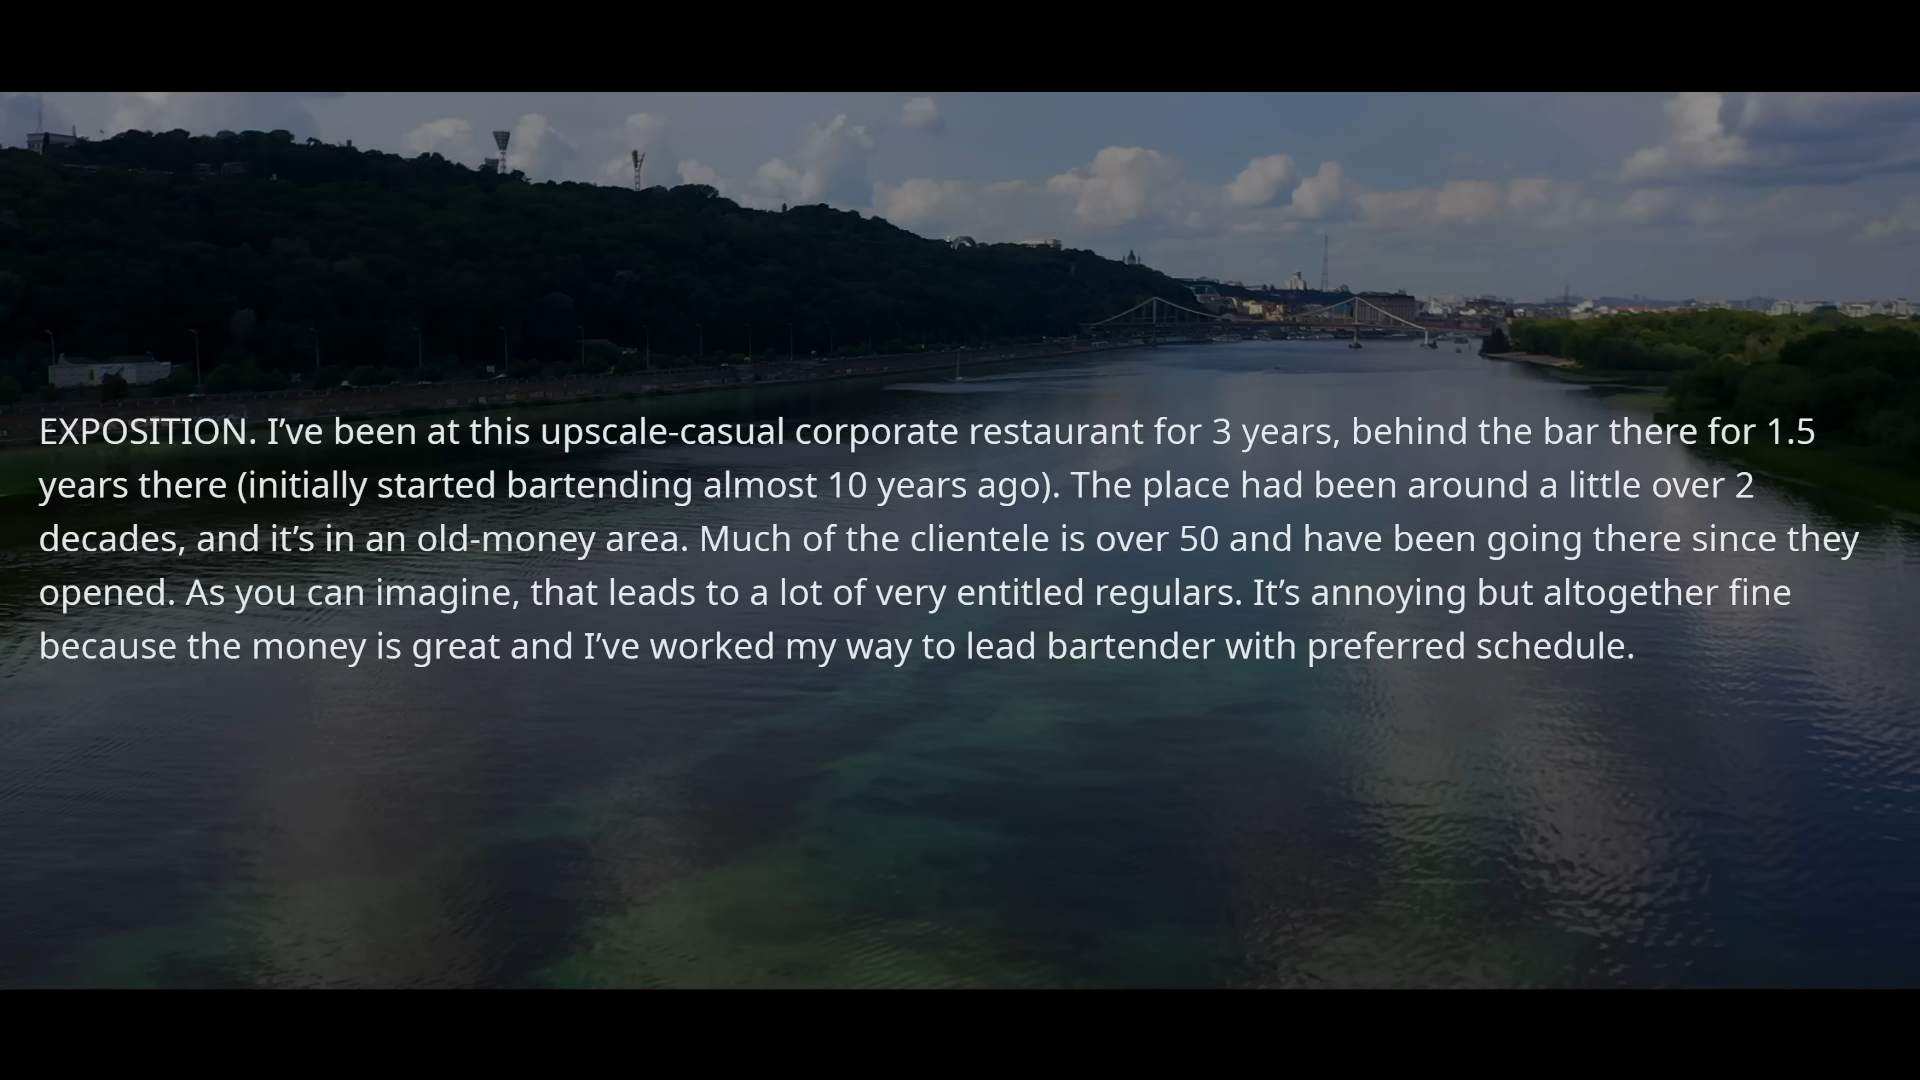 EXPOSITION. I’ve been at this upscale-casual corporate restaurant for 3 years, behind the bar there for 1.5
years there (initially started bartending almost 10 years ago). The place had been around a little over 2
decades, and it’s in an old-money area. Much of the clientele is over 50 and have been going there since they
opened. As you can imagine, that leads to a lot of very entitled regulars. It’s annoying but altogether fine
because the money is great and I’ve worked my way to lead bartender with preferred schedule.